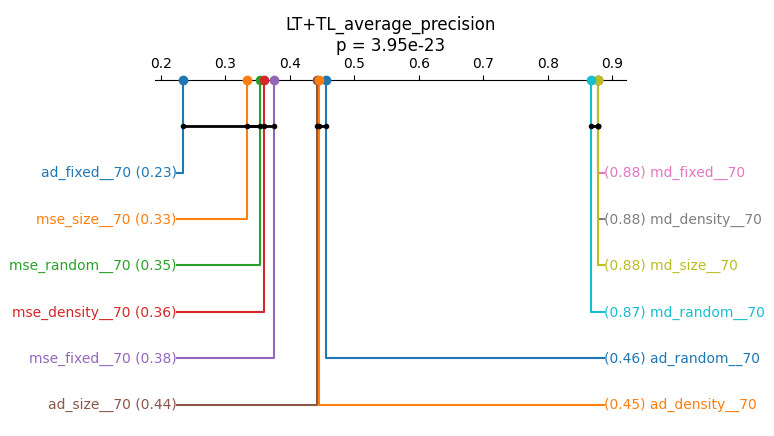 LT+TL_average_precision
p = 3.95e-23
0.2 0.3 0.4 0.5 0.6 0.7 0.8 0.9
ad_fixed__70 (0.23)
(0.88) md_fixed__70
mse_size__70 (0.33)
(0.88) md_density__70
mse_random__70 (0.35)
(0.88) md_size__70
mse_density__70 (0.36)
(0.87) md_random__70
mse_fixed__70 (0.38)
(0.46) ad_random__70
ad_size__70 (0.44)
(0.45) ad_density__70